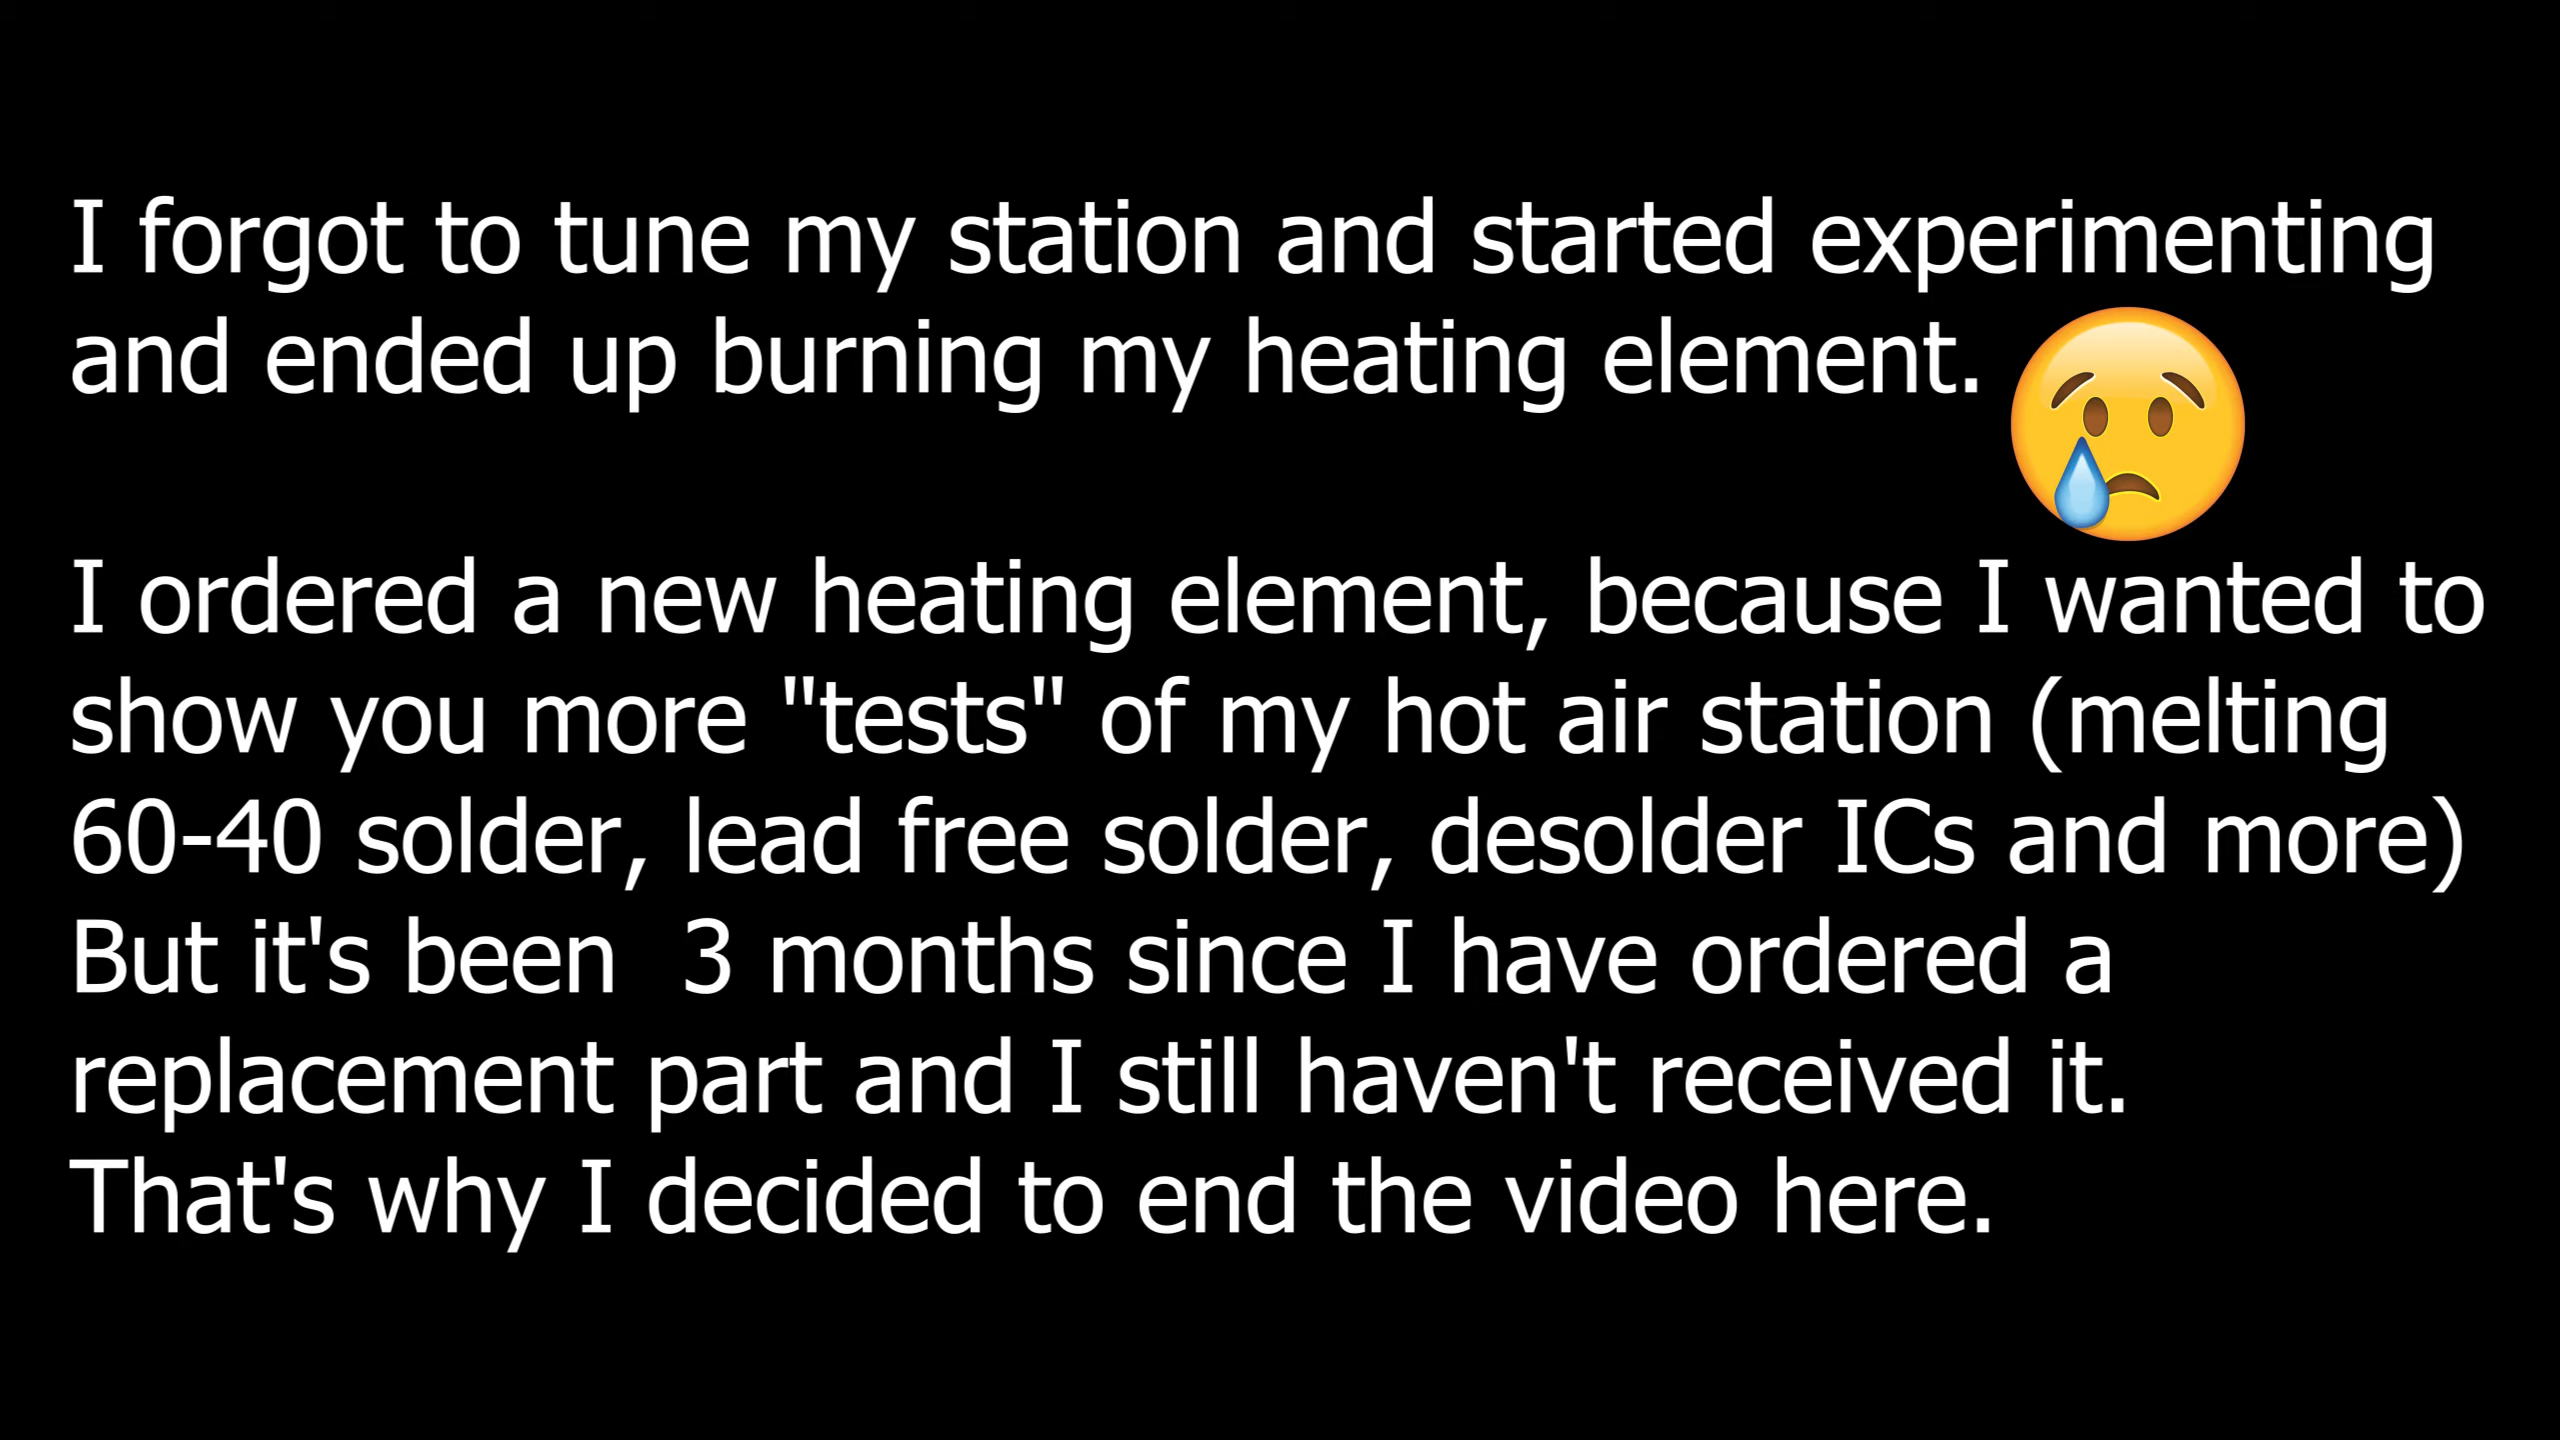 I forgot to tune my station and started experimenting
and ended up burning my heating element.
I ordered a new heating element, because I wanted to
show you more "tests" of my hot air station (melting
60-40 solder, lead free solder, desolder ICs and more)
But it's been  3 months since I have ordered a
replacement part and I still haven't received it.
That's why I decided to end the video here.